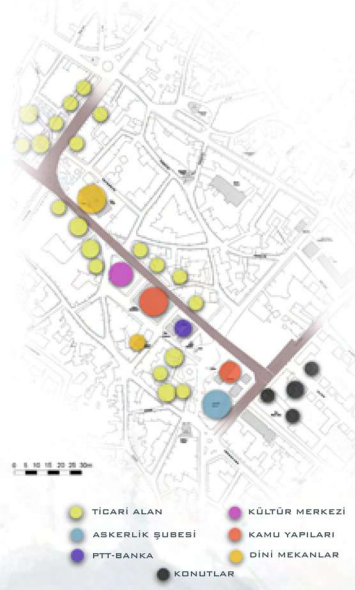 0 5 10 15 20 25 30m
TİCARİ ALAN
KÜLTÜR MERKEZİ
ASKERLİK ŞUBESİ
KAMU YAPILARI
PTT-BANKA
DİNİ MEKANLAR
KONUTLAR